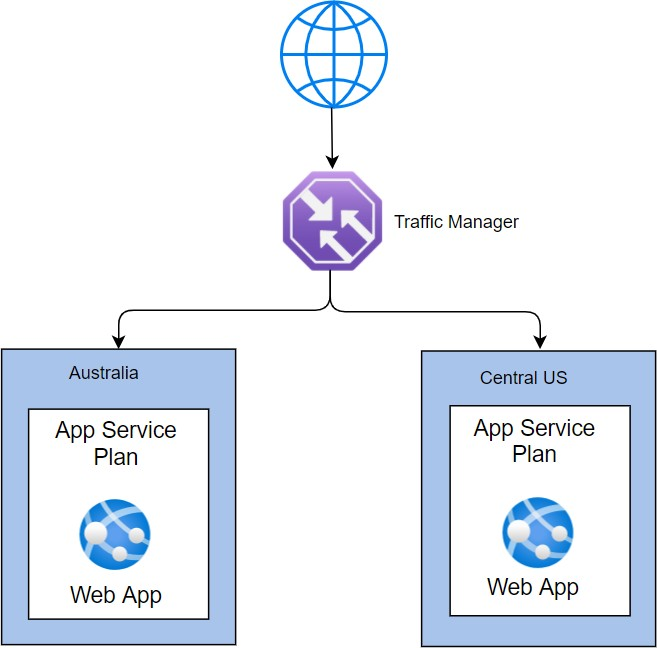 Traffic Manager
Australia
App Service
Plan
Web App
Central US
App Service
Plan
Web App